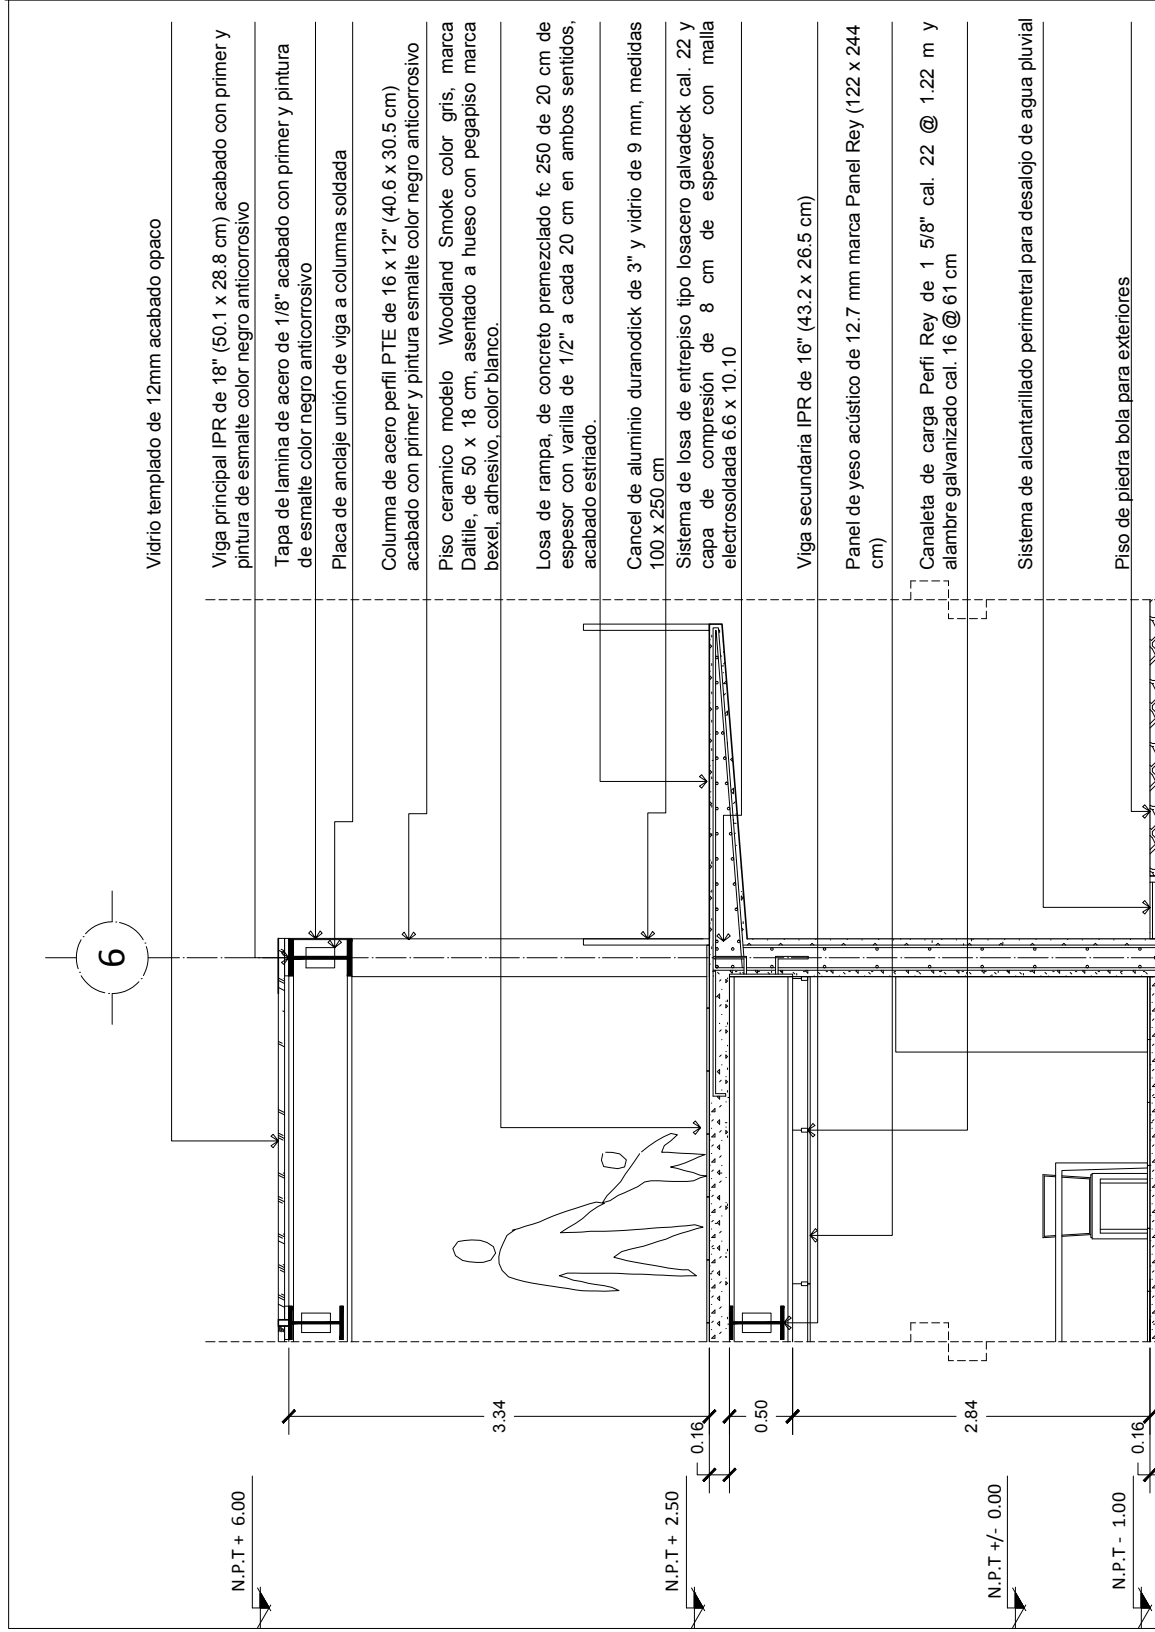 6
Vidrio templado de 12mm acabado opaco
Viga principal IPR de 18" (50.1 x 28.8 cm) acabado con primer y
pintura de esmalte color negro anticorrosivo
Tapa de lamina de acero de 1/8" acabado con primer y pintura
de esmalte color negro anticorrosivo
Placa de anclaje unión de viga a columna soldada
Columna de acero perfil PTE de 16 x 12" (40.6 x 30.5 cm)
acabado con primer y pintura esmalte color negro anticorrosivo
Piso ceramico modelo Woodland Smoke color gris, marca
Daltile, de 50 x 18 cm, asentado a hueso con pegapiso marca
bexel, adhesivo, color blanco.
Losa de rampa, de concreto premezclado fc 250 de 20 cm de
espesor con varilla de 1/2" a cada 20 cm en ambos sentidos,
acabado estriado.
Cancel de aluminio duranodick de 3" y vidrio de 9 mm, medidas
100 x 250 cm
Sistema de losa de entrepiso tipo losacero galvadeck cal. 22 y
capa de compresión de 8 cm de espesor con malla
electrosoldada 6.6 x 10.10
Viga secundaria IPR de 16" (43.2 x 26.5 cm)
Panel de yeso acústico de 12.7 mm marca Panel Rey (122 x 244
cm)
Canaleta de carga Perfi Rey de 1 5/8" cal. 22 @ 1.22 m y
alambre galvanizado cal. 16 @ 61 cm
Sistema de alcantarillado perimetral para desalojo de agua pluvial
Piso de piedra bola para exteriores
3.34
0.16
0.50
2.84
0.16
N.P.T + 6.00
N.P.T + 2.50
N.P.T +/- 0.00
N.P.T - 1.00